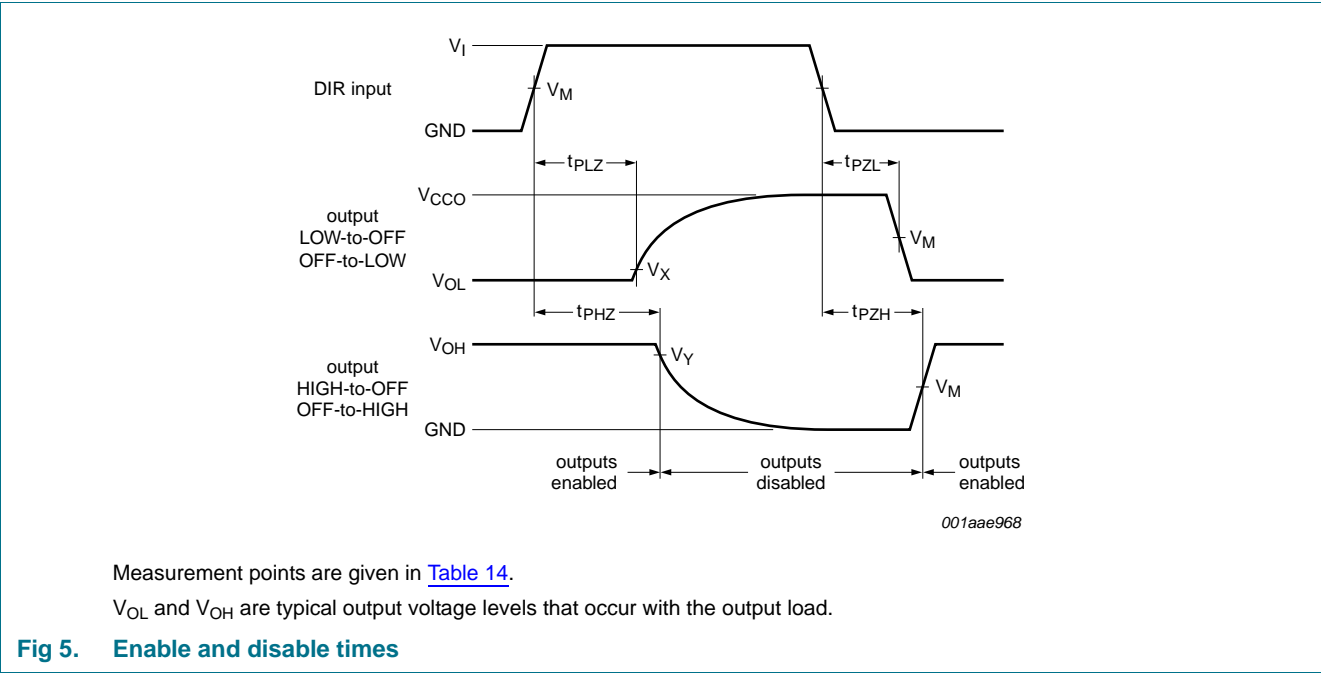 V_I
DIR input
V_M
GND
t_PLZ
t_PZL
V_CCO
output
LOW-to-OFF
OFF-to-LOW
V_M
V_X
V_OL
t_PHZ
t_PZH
V_OH
output
HIGH-to-OFF
OFF-to-HIGH
V_Y
V_M
GND
outputs
enabled
outputs
disabled
outputs
enabled
001aae968
Measurement points are given in Table 14.
V_OL and V_OH are typical output voltage levels that occur with the output load.
Fig 5. Enable and disable times